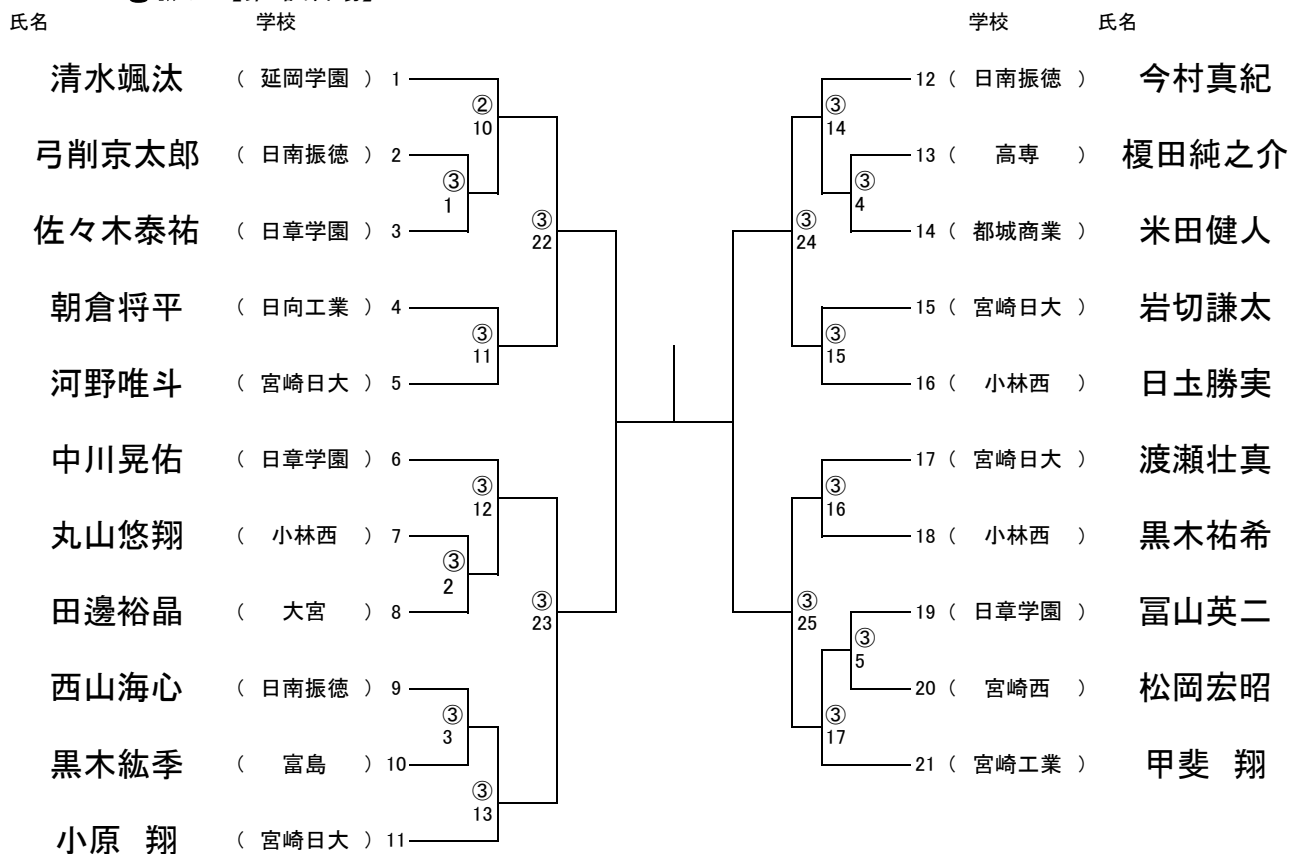 氏名 学校 学校 氏名
清水颯汰 （ 延岡学園 ） 1 12 （ 日南振徳 ） 今村真紀
② ③
10 14
弓削京太郎 （ 日南振徳 ） 2 13 （ 高専 ） 榎田純之介
③ ③
1 4
佐々木泰祐 （ 日章学園 ） 3 ③ 22 ③ 24 14 （ 都城商業 ） 米田健人
朝倉将平 （ 日向工業 ） 4 15 （ 宮崎日大 ） 岩切謙太
③ ③
11 15
河野唯斗 （ 宮崎日大 ） 5 16 （ 小林西 ） 日圡勝実
中川晃佑 （ 日章学園 ） 6 17 （ 宮崎日大 ） 渡瀬壮真
③ ③
12 16
丸山悠翔 （ 小林西 ） 7 18 （ 小林西 ） 黒木祐希
③
2
田邊裕晶 （ 大宮 ） 8 ③ 23 ③ 25 19 （ 日章学園 ） 冨山英二
③
5
西山海心 （ 日南振徳 ） 9 20 （ 宮崎西 ） 松岡宏昭
③ ③
3 17
黒木紘季 （ 富島 ） 10 21 （ 宮崎工業 ） 甲斐 翔
③
13
小原 翔 （ 宮崎日大 ） 11